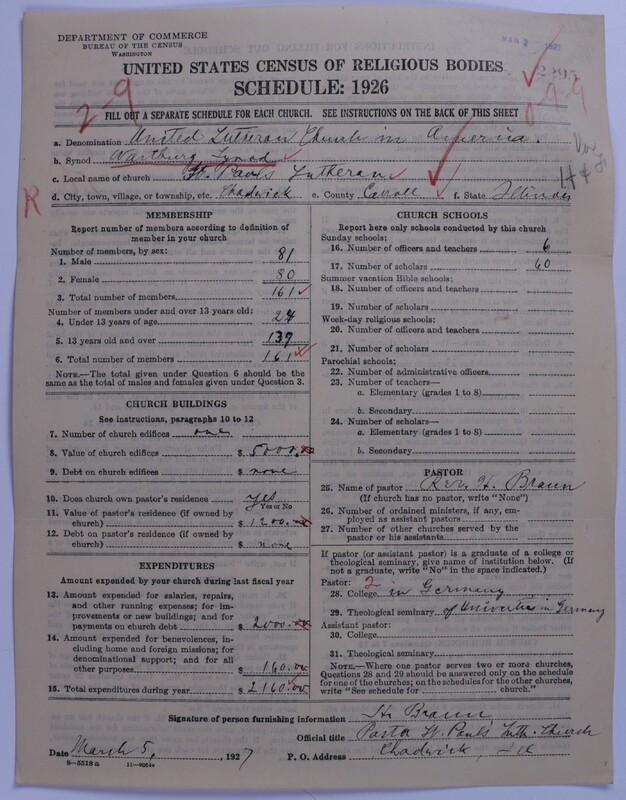 DEPARTMENT OF COMMERCE
BUREAU OF THE CENSUS
WASHINGTON
UNITED STATES CENSUS OF RELIGIOUS BODIES
SCHEDULE: 1926
2-9
FILL OUT A SEPARATE SCHEDULE FOR EACH CHURCH. SEE INSTRUCTIONS ON THE BACK OF THIS SHEET
a. Denomination United Lutheran Church in America.
b. Synod Wartburg Synod
c. Local name of church St. Pauls Lutheran
R
d. City, town, village, or township, etc. Chadwick e. County Carroll f. State Illinois
MEMBERSHIP
Report number of members according to definition of member in your church
Number of members, by sex:
1. Male 81
2. Female 80
3. Total number of members 161
Number of members under and over 13 years old:
4. Under 13 years of age 24
5. 13 years old and over 137
6. Total number of members 161
NOTE.—The total given under Question 6 should be
same as the total of males and females given under Question 3.
CHURCH BUILDINGS
See instructions, paragraphs 10 to 12
7. Number of church edifices one
8. Value of church edifices $ 5000.00
9. Debt on church edifices $ none
10. Does church own pastor's residence yes
Yes or No
11. Value of pastor's residence (if owned by
church) $ 1200.00
12. Debt on pastor's residence (if owned by
church) $ none
EXPENDITURES
Amount expended by your church during last fiscal year
13. Amount expended for salaries, repairs,
and other running expenses; for im-
provements or new buildings; and for
payments on church debt $ 2000.00
14. Amount expended for benevolences,
including home and foreign missions; for
denominational support; and for all
other purposes $ 160.00
15. Total expenditures during year $ 2160.00
CHURCH SCHOOLS
Report here only schools conducted by this church
Sunday schools:
16. Number of officers and teachers 6
17. Number of scholars 60
Summer vacation Bible schools:
18. Number of officers and teachers
19. Number of scholars
Week-day religious schools:
20. Number of officers and teachers
21. Number of scholars
Parochial schools:
22. Number of administrative officers
23. Number of teachers—
a. Elementary (grades 1 to 8)
b. Secondary
24. Number of scholars—
a. Elementary (grades 1 to 8)
b. Secondary
PASTOR
25. Name of pastor Rev. H. Braun
(If church has no pastor, write "None")
26. Number of ordained ministers, if any, em-
ployed as assistant pastors
27. Number of other churches served by the
pastor or his assistants
If pastor (or assistant pastor) is a graduate of a college or
theological seminary, give name of institution below. (If
not a graduate, write "No" in the space indicated.)
Pastor: 2
28. College in Germany
29. Theological seminary of in Germany
Assistant pastor:
30. College
31. Theological seminary
NOTE.—Where one pastor serves two or more churches,
Questions 28 and 29 should be answered only on the schedule
for one of the churches; on the schedules for the other churches,
write "See schedule for church."
Signature of person furnishing information H. Braun
Official title Pastor St. Pauls Luth. Church
Date March 5, 1927 P. O. Address Chadwick, Ill
8—5518 a